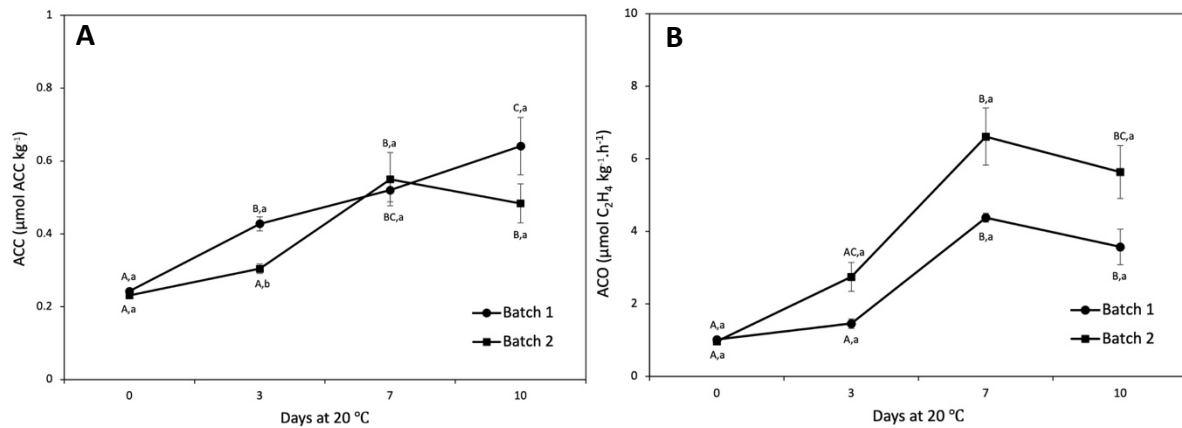 A
ACC (µmol ACC kg⁻¹)
1
0.8
0.6
0.4
0.2
0
A,a
A,a
B,a
A,b
B,a
BC,a
C,a
B,a
Batch 1
Batch 2
0 3 7 10
Days at 20 °C
B
ACO (µmol C₂H₄ kg⁻¹.h⁻¹)
10
8
6
4
2
0
A,a
A,a
AC,a
A,a
B,a
B,a
BC,a
B,a
Batch 1
Batch 2
0 3 7 10
Days at 20 °C